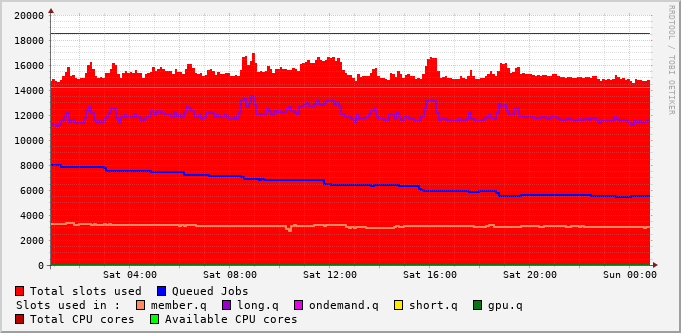 20000
18000
16000
14000
12000
10000
8000
6000
4000
2000
0
Sat 04:00 Sat 08:00 Sat 12:00 Sat 16:00 Sat 20:00 Sun 00:00
RRDTOOL / TOBI OETIKER
Total slots used Queued Jobs
Slots used in : member.q long.q ondemand.q short.q gpu.q
Total CPU cores Available CPU cores